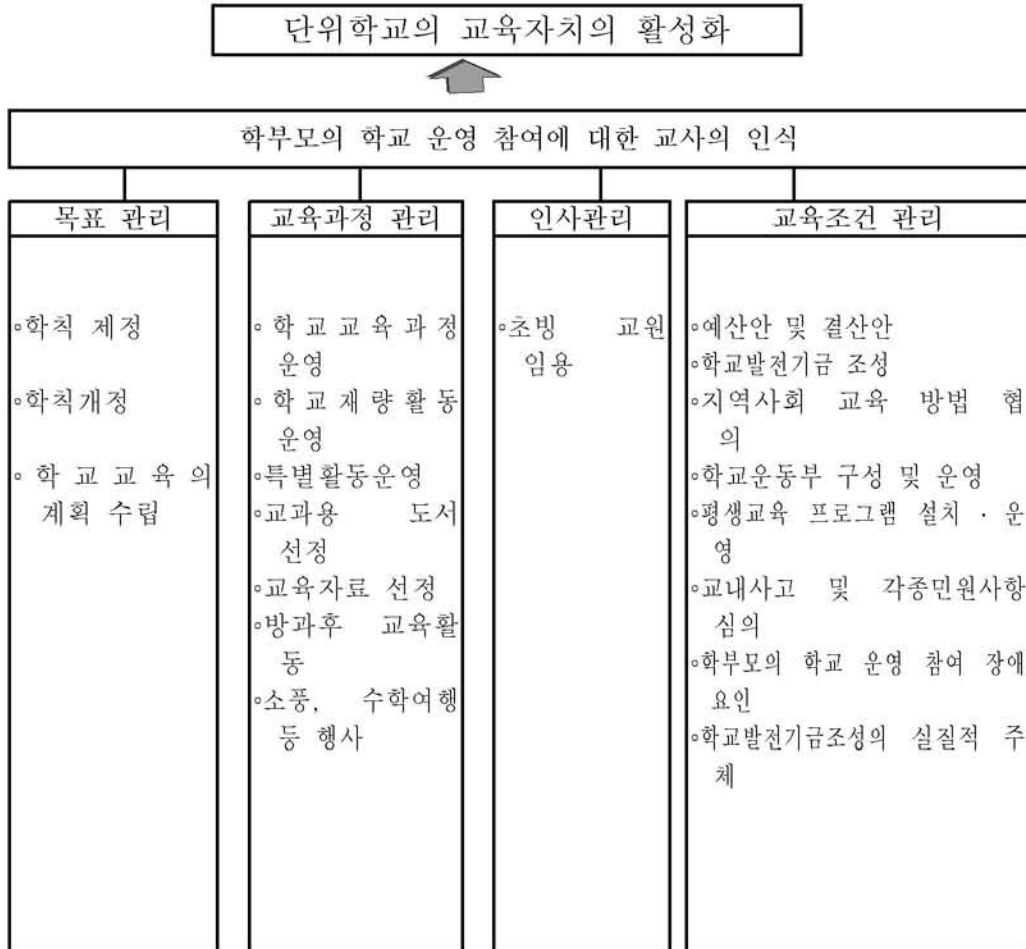 단위학교의 교육자치의 활성화
학부모의 학교 운영 참여에 대한 교사의 인식
목표 관리
◦학칙 제정
◦학칙개정
◦학교교육의
계획 수립
교육과정 관리
◦학교교육과정
운영
◦학교재량활동
운영
◦특별활동운영
◦교과용 도서
선정
◦교육자료 선정
◦방과후 교육활
동
◦소풍, 수학여행
등 행사
인사관리
◦초빙 교원
임용
교육조건 관리
◦예산안 및 결산안
◦학교발전기금 조성
◦지역사회 교육 방법 협
의
◦학교운동부 구성 및 운영
◦평생교육 프로그램 설치 · 운
영
◦교내사고 및 각종민원사항
심의
◦학부모의 학교 운영 참여 장애
요인
◦학교발전기금조성의 실질적 주
체